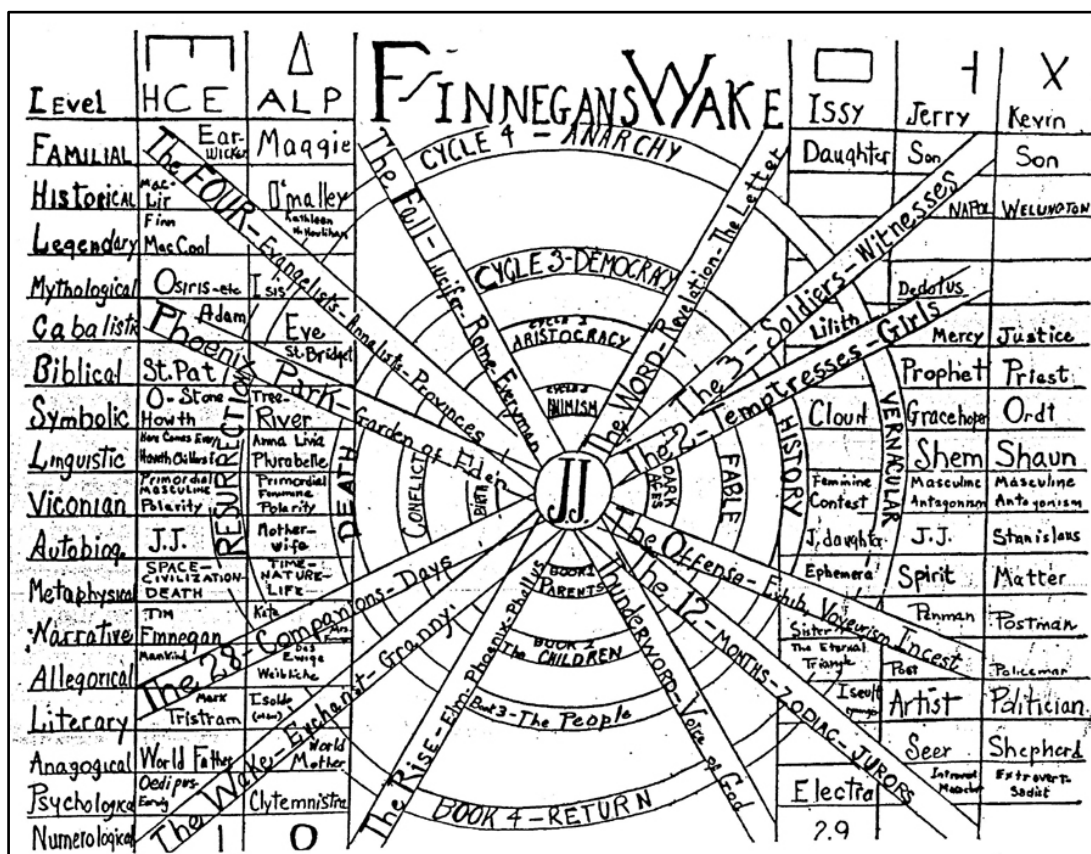 FINNEGANS WAKE
Level HCE ALP Issy Jerry Kevin
FAMILIAL Ear-wicker Maggie Daughter Son Son
Historical Mac Lir O'malley NAPOL WELLINGTON
Legendary Finn MacCool Kathleen
Mythological Osiris-etc Isis Dedalus
Cabalistic Adam Eve Lilith Mercy Justice
Biblical St. Pat St. Bridget Prophet Priest
Symbolic O-Stone Howth Tree-River Cloud Gracehoper Ordt
Linguistic Here Comes Every Howth Anna Livia Plurabelle Shem Shaun
Viconian Primordial Masculine Polarity Primordial Feminine Polarity Feminine Contest Masculine Antagonism Masculine Antagonism
Autobiog. J.J. Mother-Wife J. daughter J.J. Stanislaus
Metaphysical SPACE-CIVILIZATION-DEATH TIME-NATURE-LIFE- Ephemera Spirit Matter
Narrative Tim Finnegan Kate Sister Penman Postman
Allegorical Mankind Das Ewige Weibliche The Eternal Triangle Poet Policeman
Literary Mark Tristram Isolde Iseult Artist Politician
Anagogical World Father World Mother Seer Shepherd
Psychological Oedipus- Clytemnistra Electra Introvert Extrovert-Sadist
Numerological I O
The FOUR-Evangelists-Annalists-Provinces
Phoenix Park-Garden of Eden
The Fall-Lucifer-Rome-Everyman
The WORD-Revelation-The Letter
The 3-Soldiers-Witnesses
The 2-Temptresses-Girls
The Offense-Exhib. Voyeurism Incest
The 12-MONTHS-ZODIAC-JURORS
THUNDERWORD-Voice of God
The RISE-Elm-Phoenix-Phallus
The Wake-Eucharist-Granny
The 28-Companions-Days
CYCLE 4-ANARCHY
CYCLE 3-DEMOCRACY
ARISTOCRACY
ANIMISM
RESURRECTION
DEATH
CONFLICT
BIRTH
J.J.
DARK AGES
FABLE
HISTORY
VERNACULAR
BOOK 1 PARENTS
BOOK 2 The CHILDREN
Book 3-The People
BOOK 4-RETURN